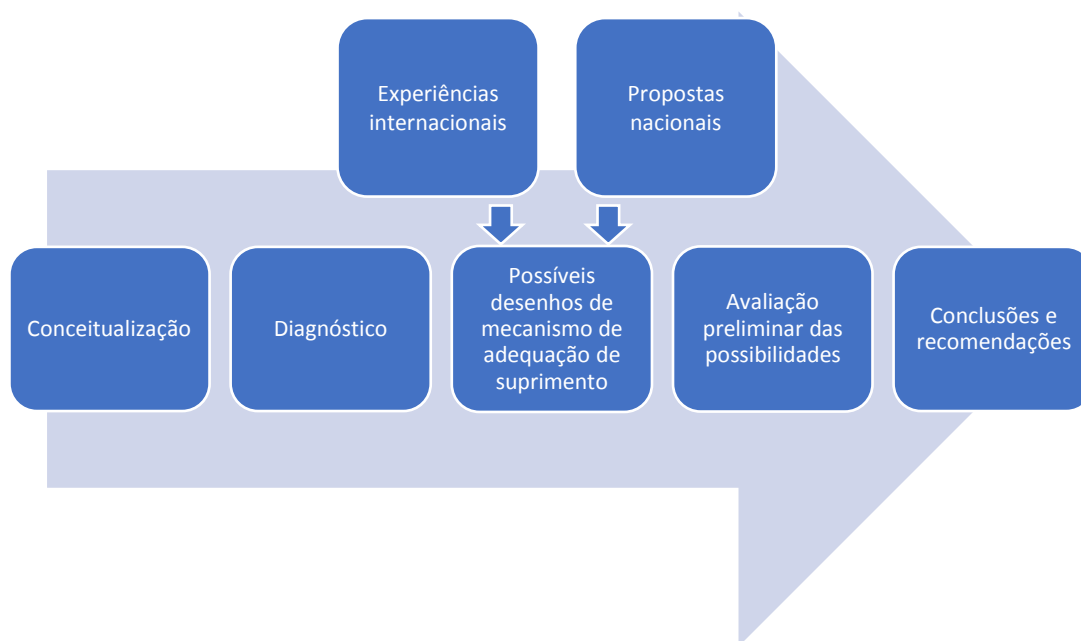 Experiências
internacionais
Propostas
nacionais
Conceitualização
Diagnóstico
Possíveis
desenhos de
mecanismo de
adequação de
suprimento
Avaliação
preliminar das
possibilidades
Conclusões e
recomendações